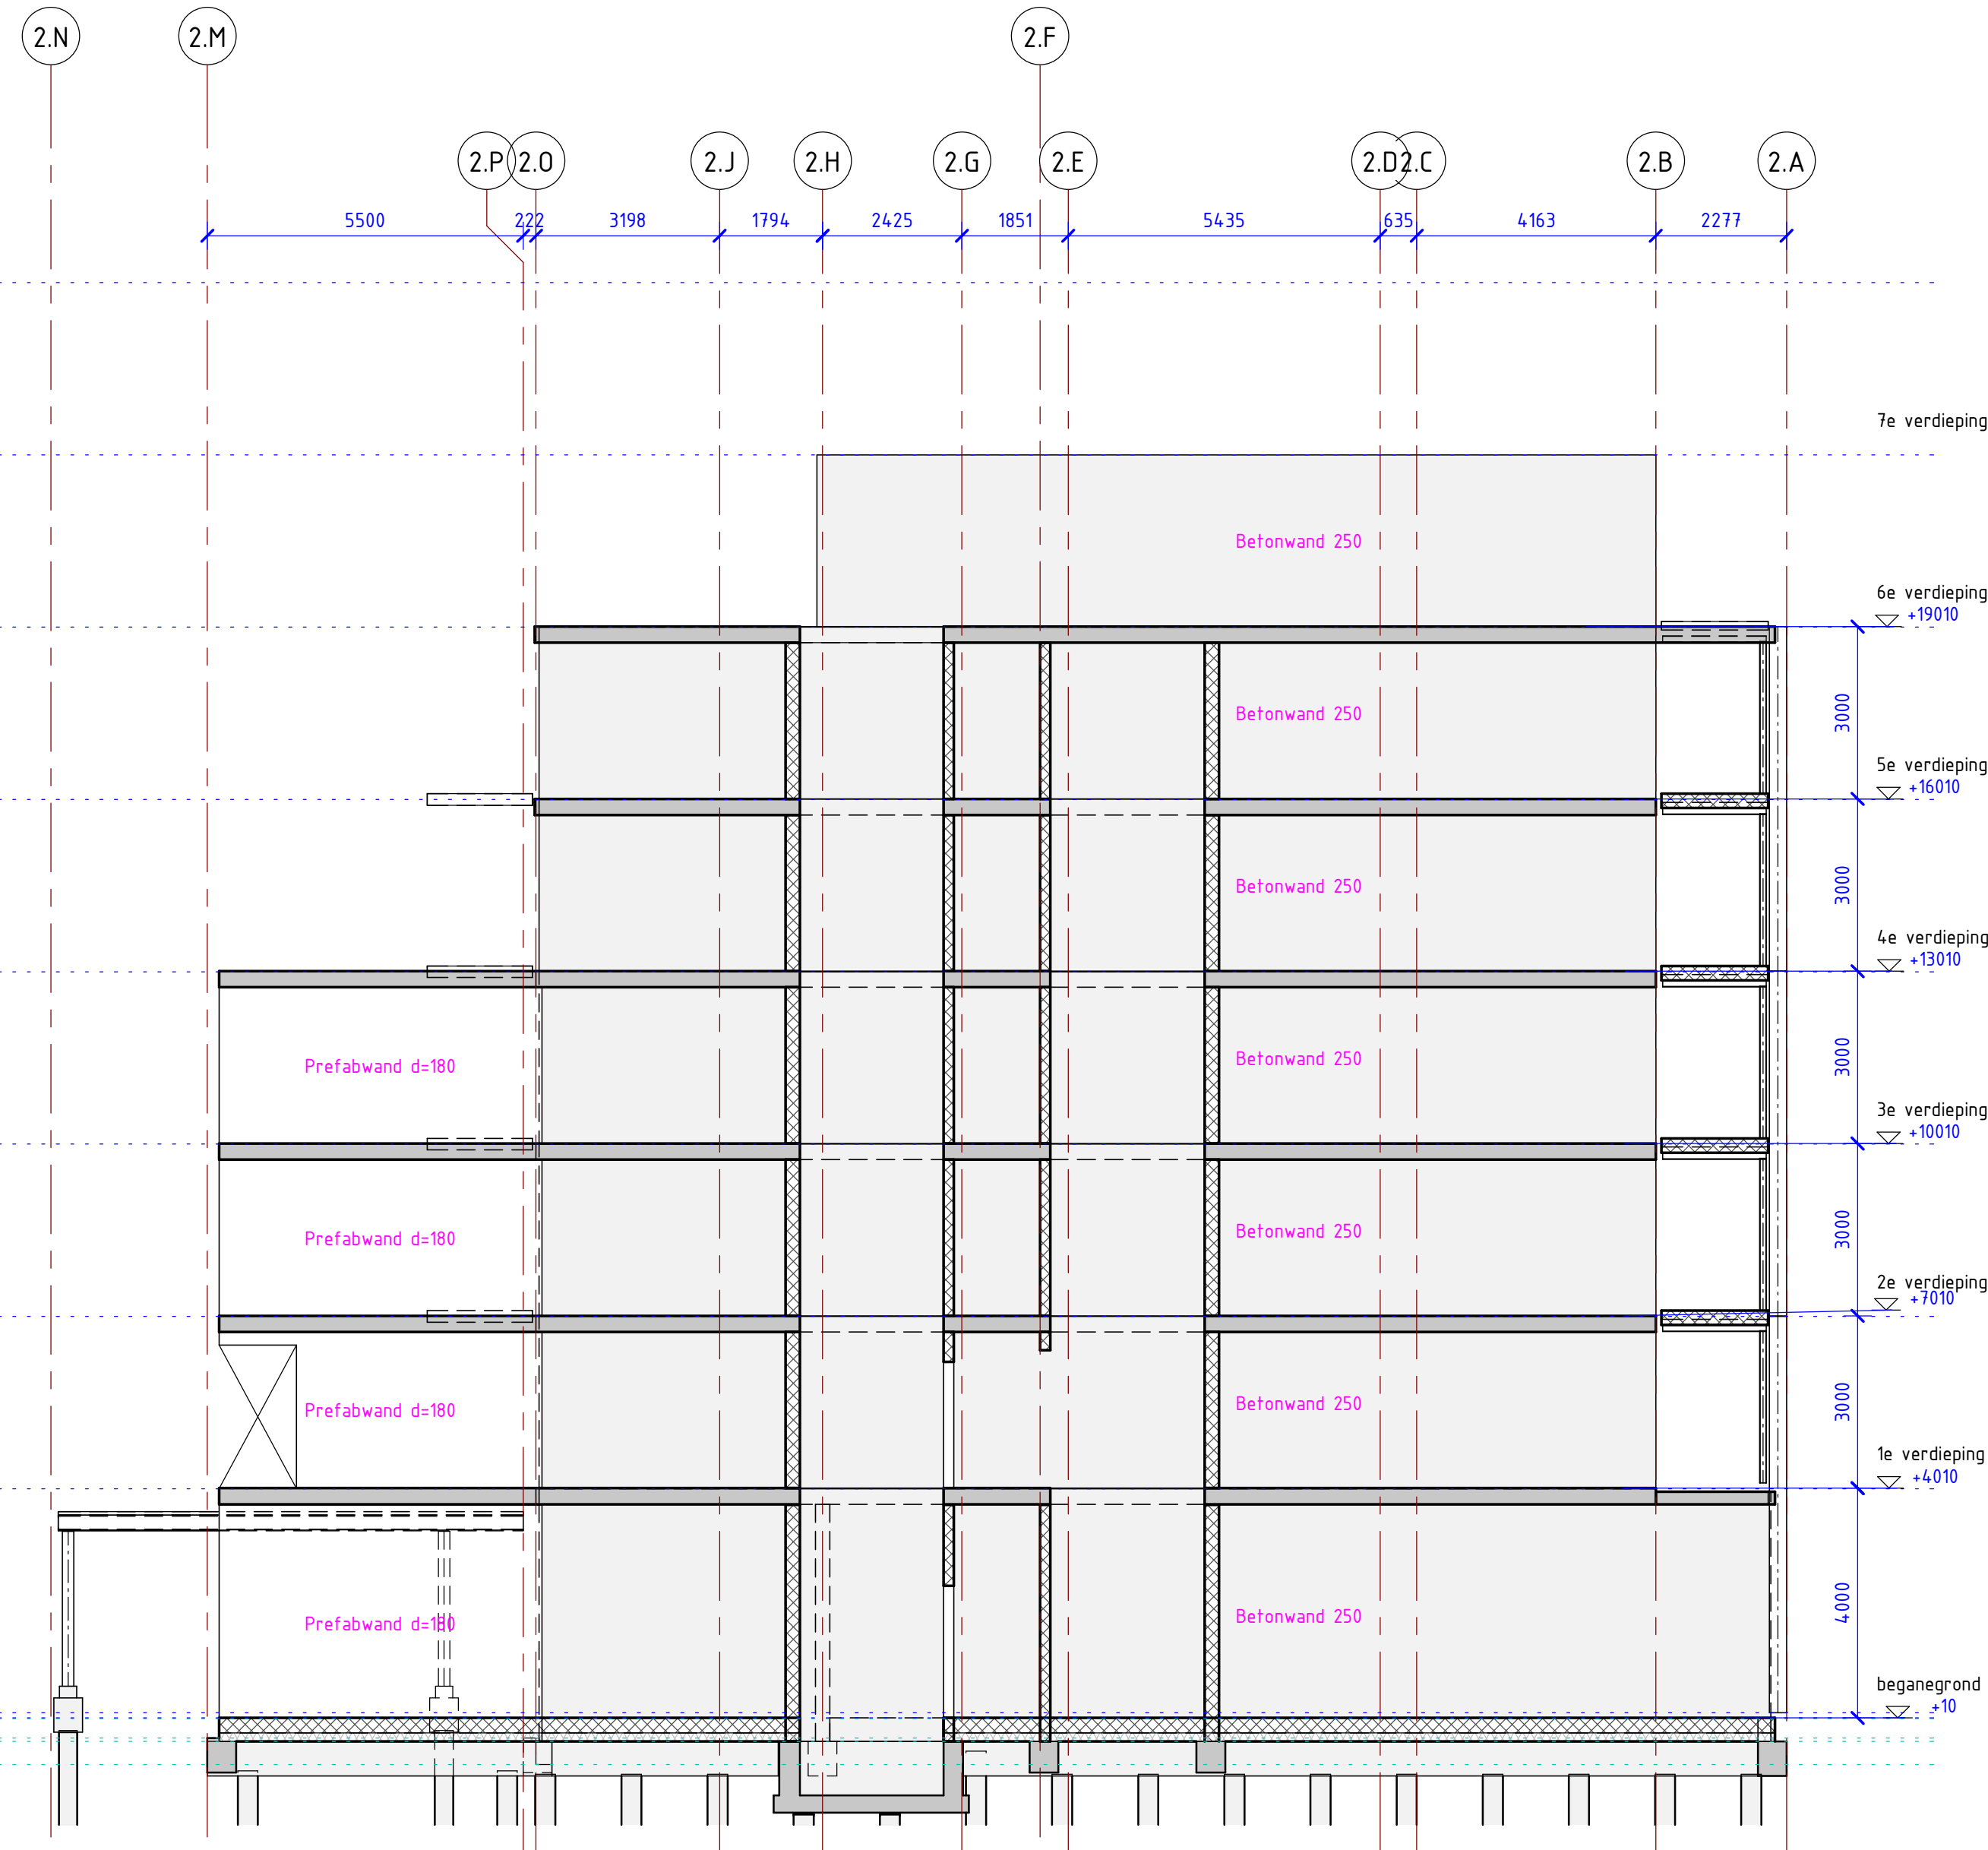 2.N
2.M
2.F
2.P
2.O
2.J
2.H
2.G
2.E
2.D
2.C
2.B
2.A
5500
222
3198
1794
2425
1851
5435
635
4163
2277
7e verdieping
Betonwand 250
6e verdieping
+19010
Betonwand 250
3000
5e verdieping
+16010
Betonwand 250
3000
4e verdieping
+13010
Prefabwand d=180
Betonwand 250
3000
3e verdieping
+10010
Prefabwand d=180
Betonwand 250
3000
2e verdieping
+7010
Prefabwand d=180
Betonwand 250
3000
1e verdieping
+4010
Prefabwand d=180
Betonwand 250
4000
beganegrond
+10